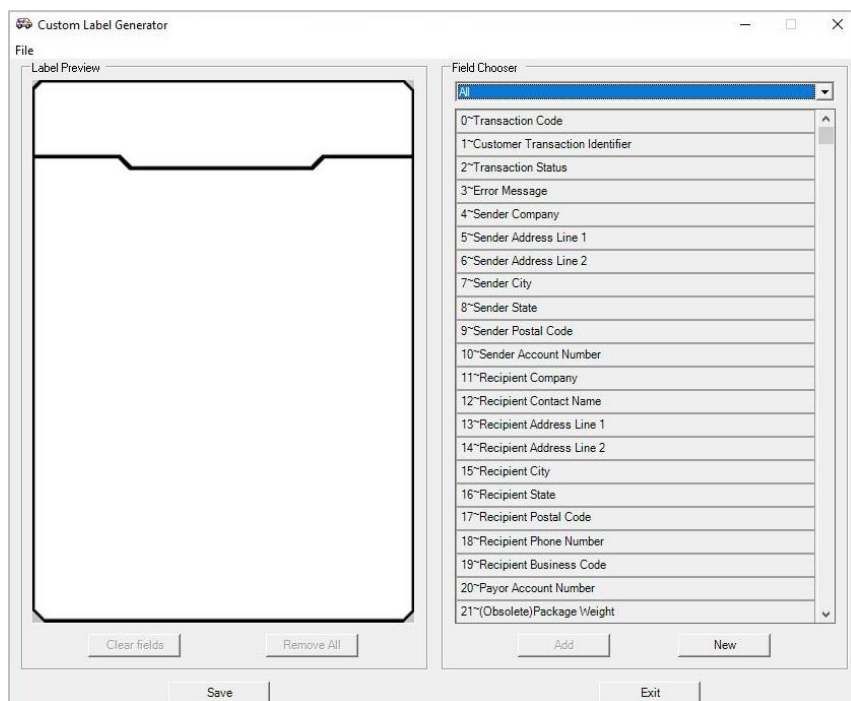 Custom Label Generator
File
Label Preview
Field Chooser
All
0~Transaction Code
1~Customer Transaction Identifier
2~Transaction Status
3~Error Message
4~Sender Company
5~Sender Address Line 1
6~Sender Address Line 2
7~Sender City
8~Sender State
9~Sender Postal Code
10~Sender Account Number
11~Recipient Company
12~Recipient Contact Name
13~Recipient Address Line 1
14~Recipient Address Line 2
15~Recipient City
16~Recipient State
17~Recipient Postal Code
18~Recipient Phone Number
19~Recipient Business Code
20~Payor Account Number
21~(Obsolete)Package Weight
Clear fields
Remove All
Add
New
Save
Exit